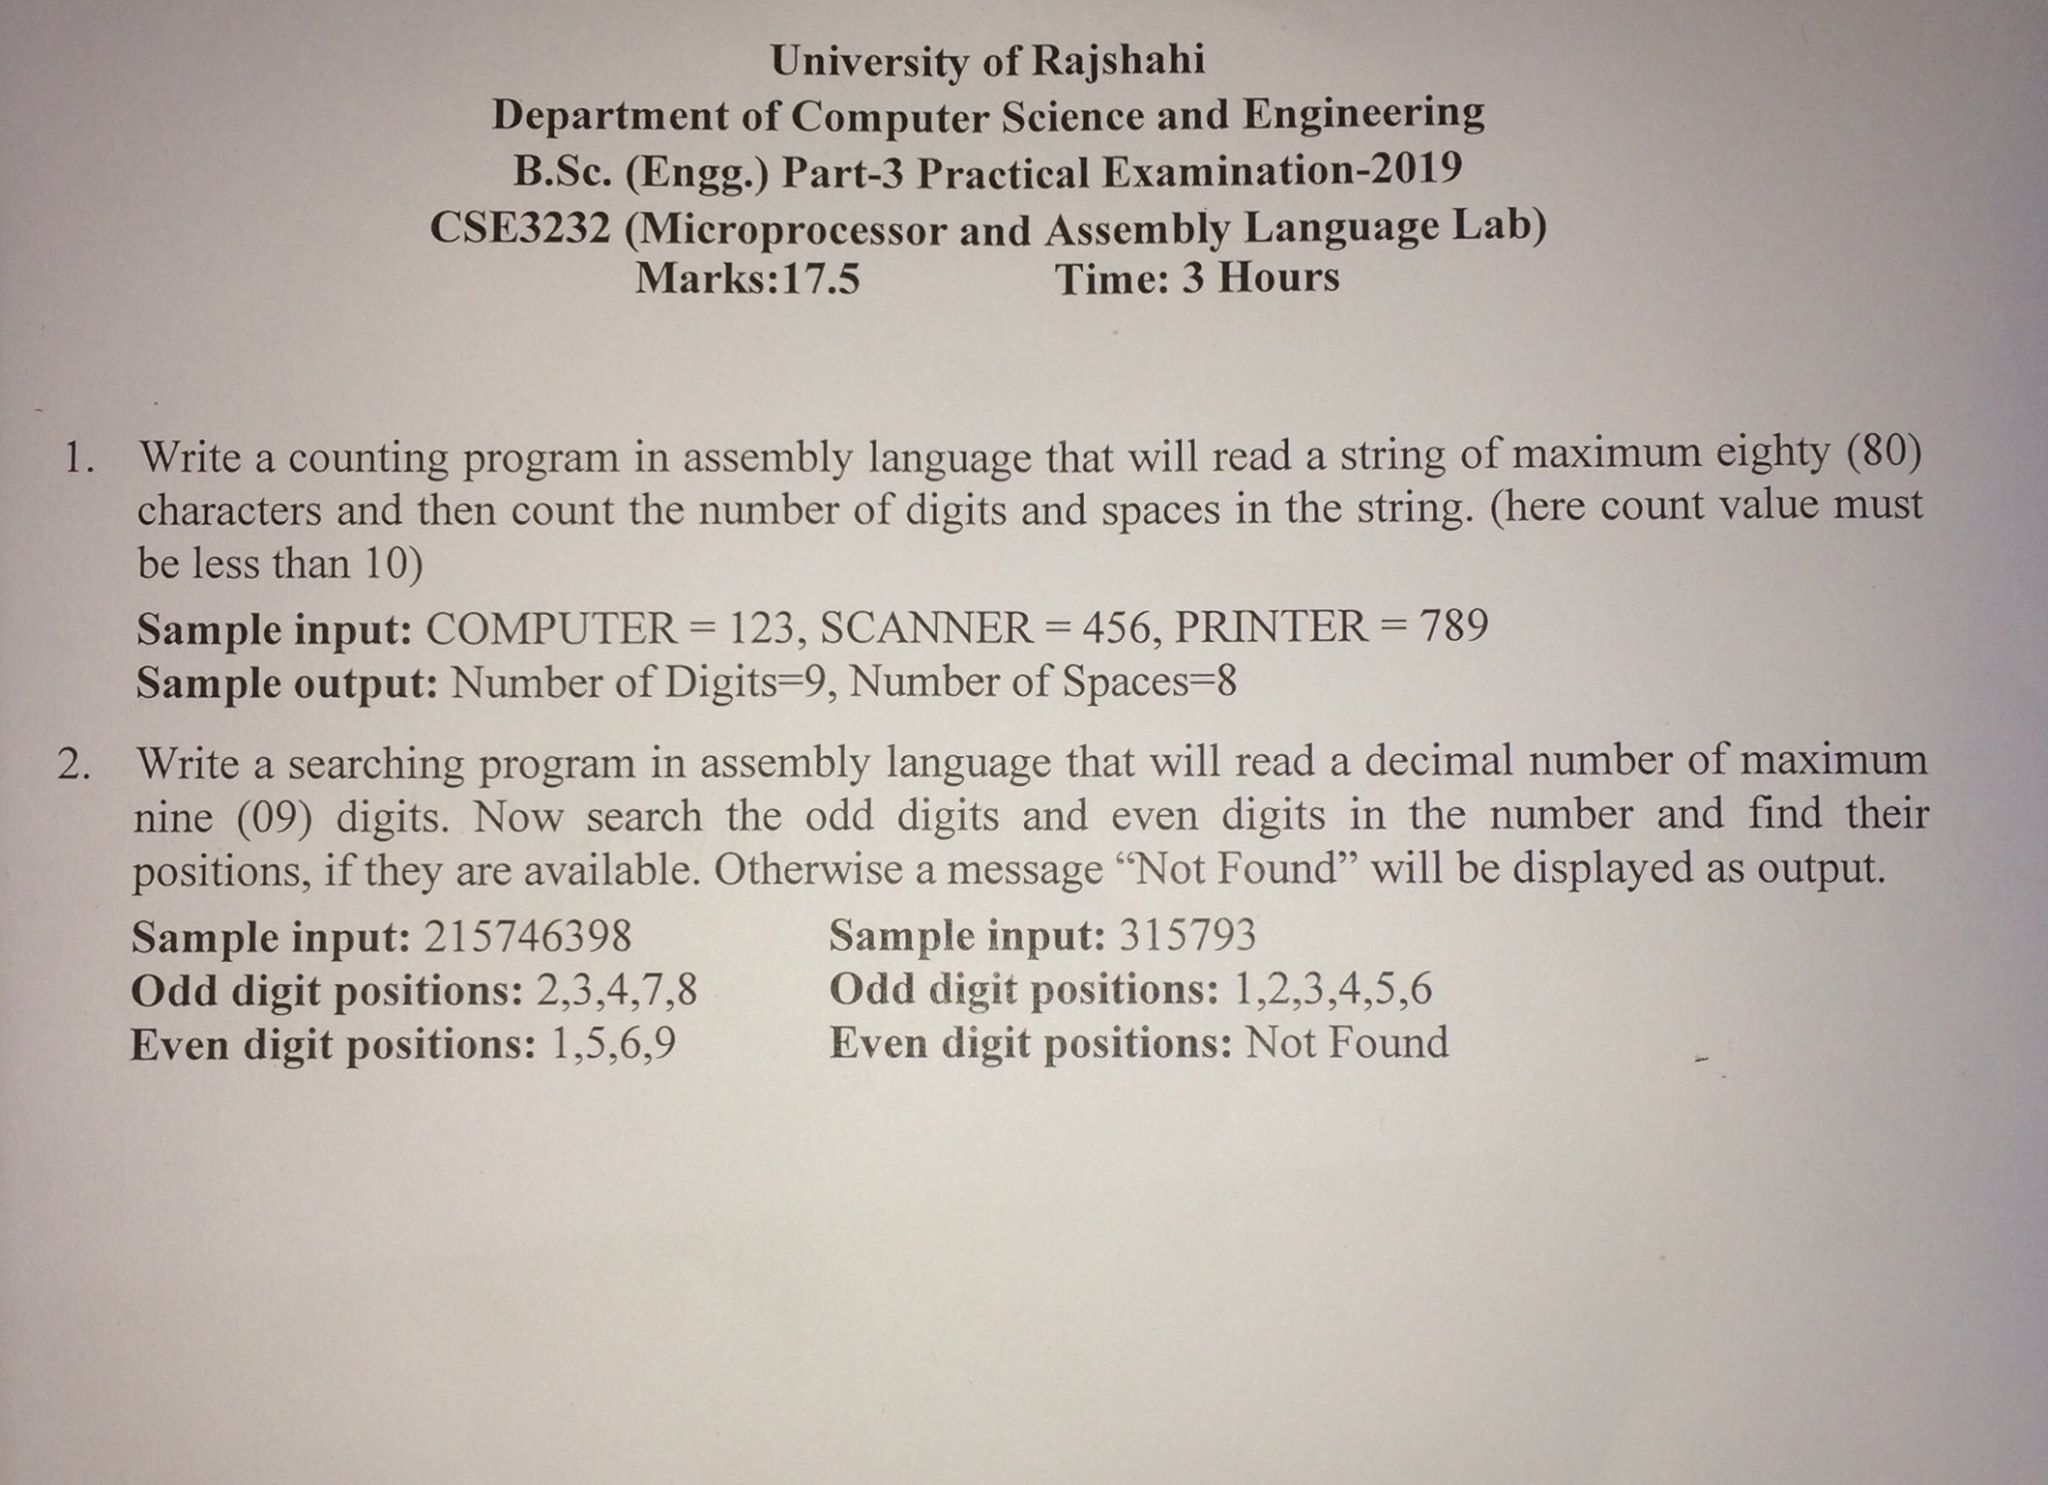 University of Rajshahi
Department of Computer Science and Engineering
B.Sc. (Engg.) Part-3 Practical Examination-2019
CSE3232 (Microprocessor and Assembly Language Lab)
Marks:17.5 Time: 3 Hours
1. Write a counting program in assembly language that will read a string of maximum eighty (80)
characters and then count the number of digits and spaces in the string. (here count value must
be less than 10)
Sample input: COMPUTER = 123, SCANNER = 456, PRINTER = 789
Sample output: Number of Digits=9, Number of Spaces=8
2. Write a searching program in assembly language that will read a decimal number of maximum
nine (09) digits. Now search the odd digits and even digits in the number and find their
positions, if they are available. Otherwise a message “Not Found” will be displayed as output.
Sample input: 215746398 Sample input: 315793
Odd digit positions: 2,3,4,7,8 Odd digit positions: 1,2,3,4,5,6
Even digit positions: 1,5,6,9 Even digit positions: Not Found